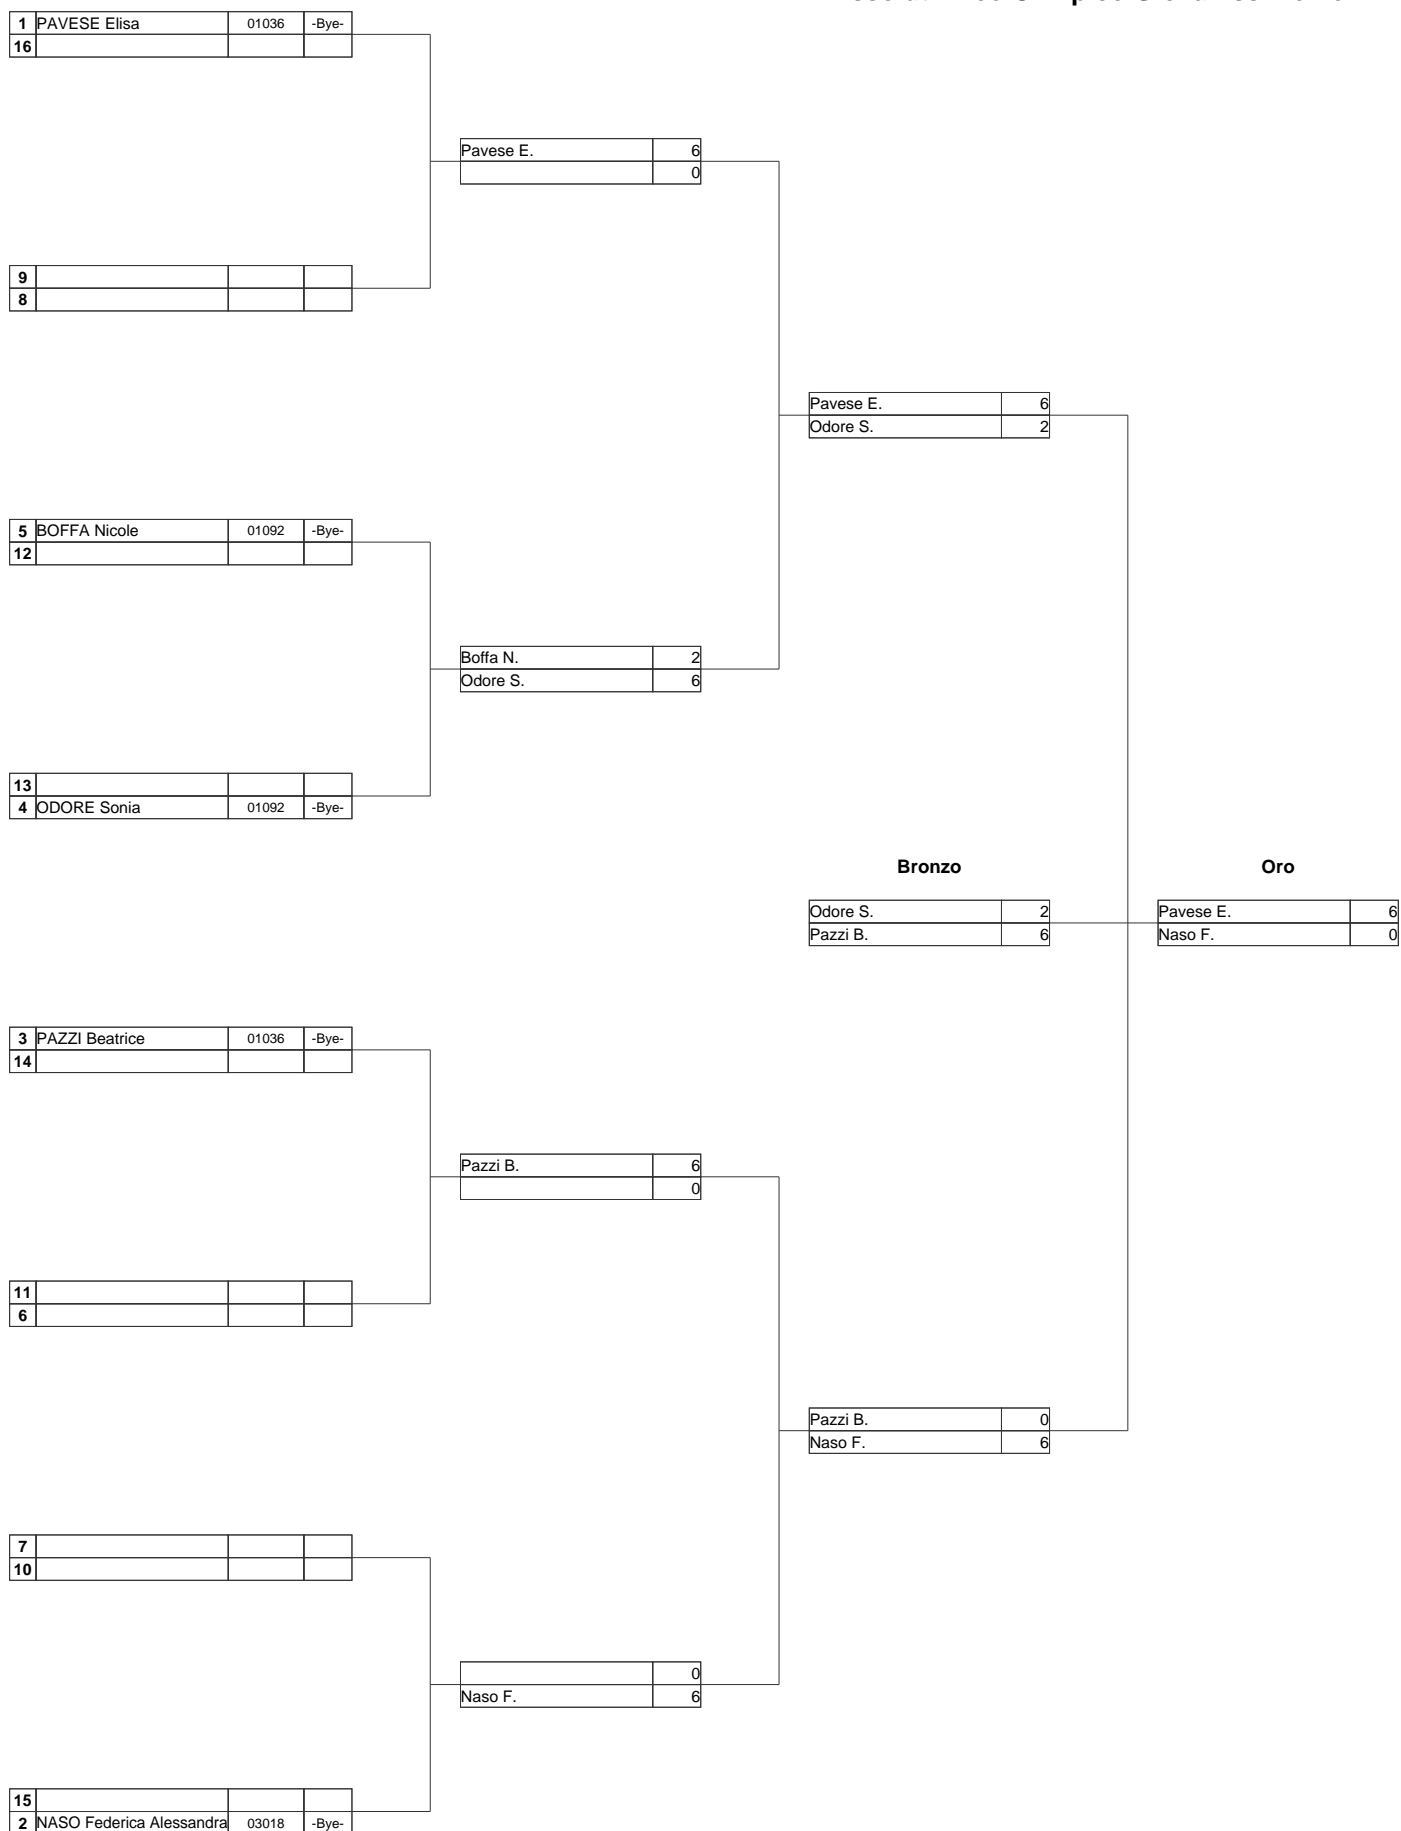 1 PAVESE Elisa 01036 -Bye-
16
Pavese E. 6
0
9
8
Pavese E. 6
Odore S. 2
5 BOFFA Nicole 01092 -Bye-
12
Boffa N. 2
Odore S. 6
13
4 ODORE Sonia 01092 -Bye-
Bronzo Oro
Odore S. 2 Pavese E. 6
Pazzi B. 6 Naso F. 0
3 PAZZI Beatrice 01036 -Bye-
14
Pazzi B. 6
0
11
6
Pazzi B. 0
Naso F. 6
7
10
0
Naso F. 6
15
2 NASO Federica Alessandra 03018 -Bye-